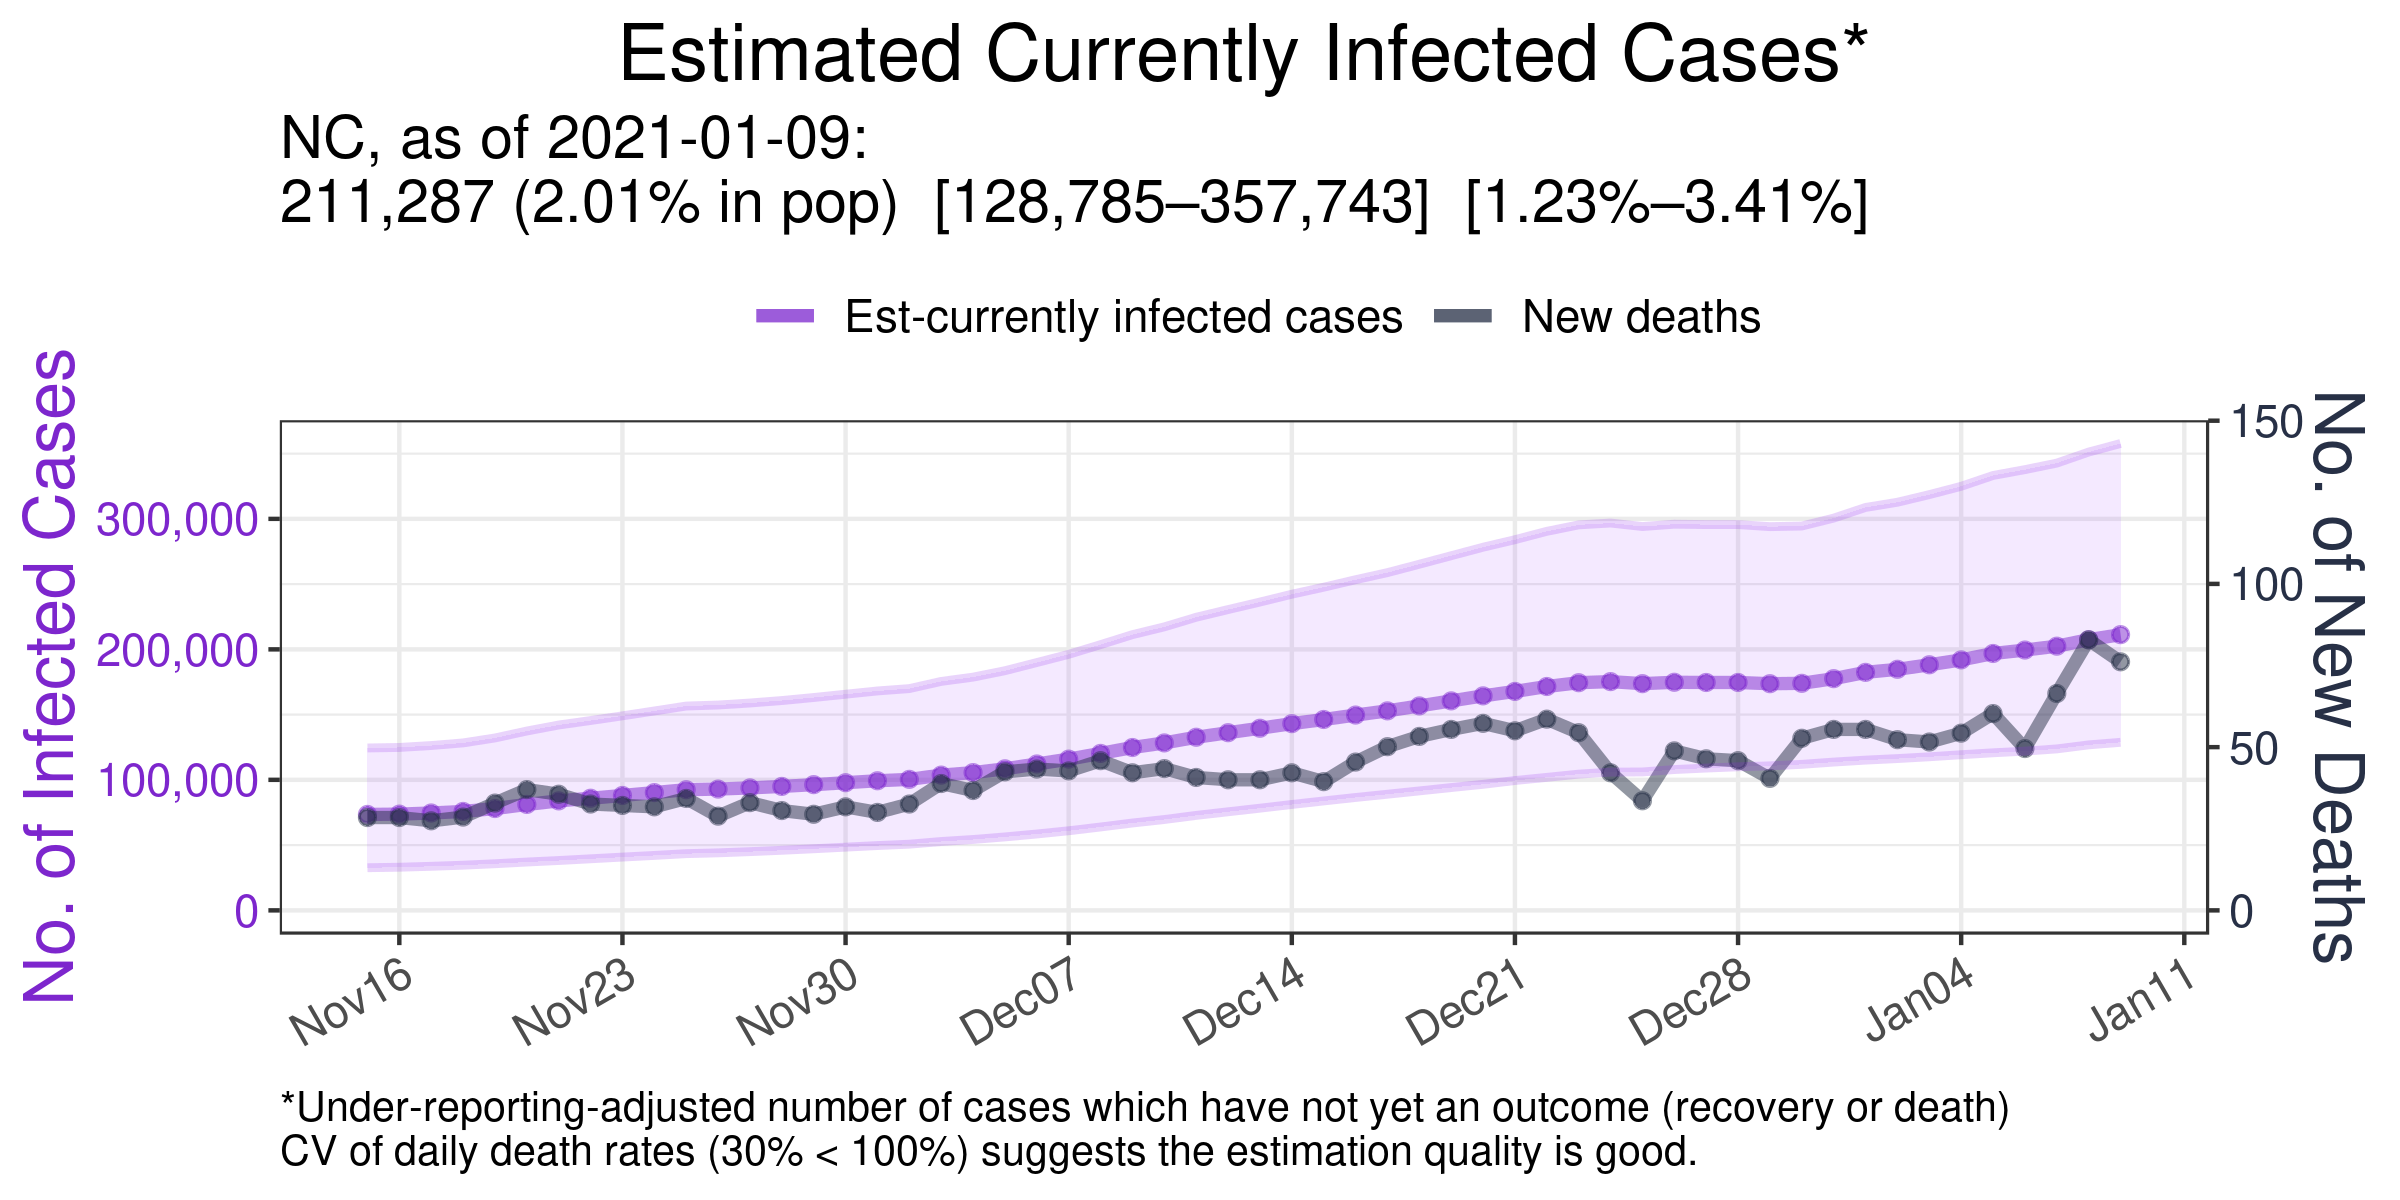 Estimated Currently Infected Cases*
NC, as of 2021-01-09:
211,287 (2.01% in pop) [128,785–357,743] [1.23%–3.41%]
Est-currently infected cases
New deaths
No. of Infected Cases
300,000
200,000
100,000
0
150
100
50
0
No. of New Deaths
Nov16
Nov23
Nov30
Dec07
Dec14
Dec21
Dec28
Jan04
Jan11
*Under-reporting-adjusted number of cases which have not yet an outcome (recovery or death)
CV of daily death rates (30% < 100%) suggests the estimation quality is good.